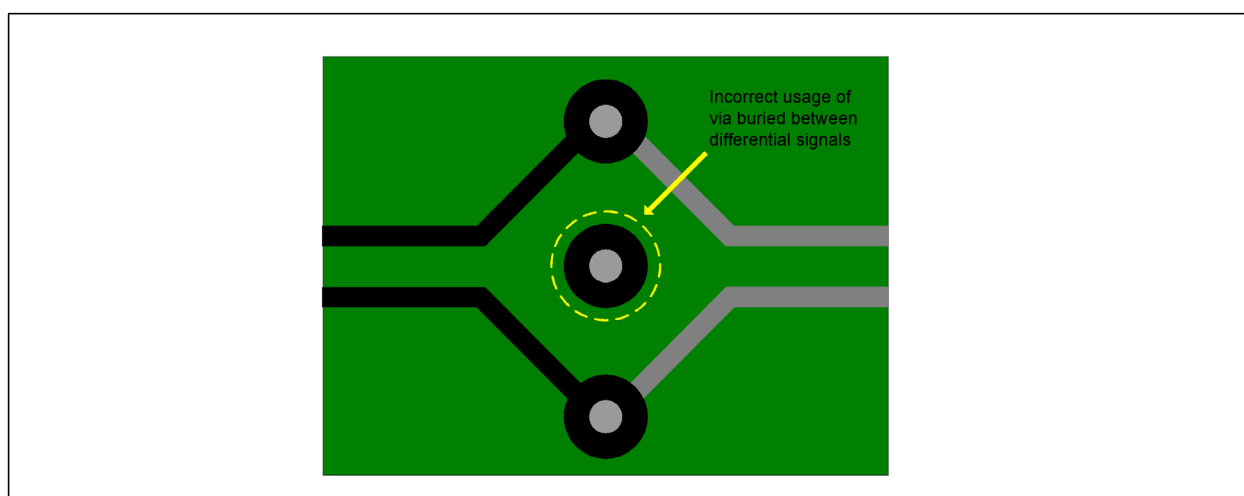 Incorrect usage of
via buried between
differential signals